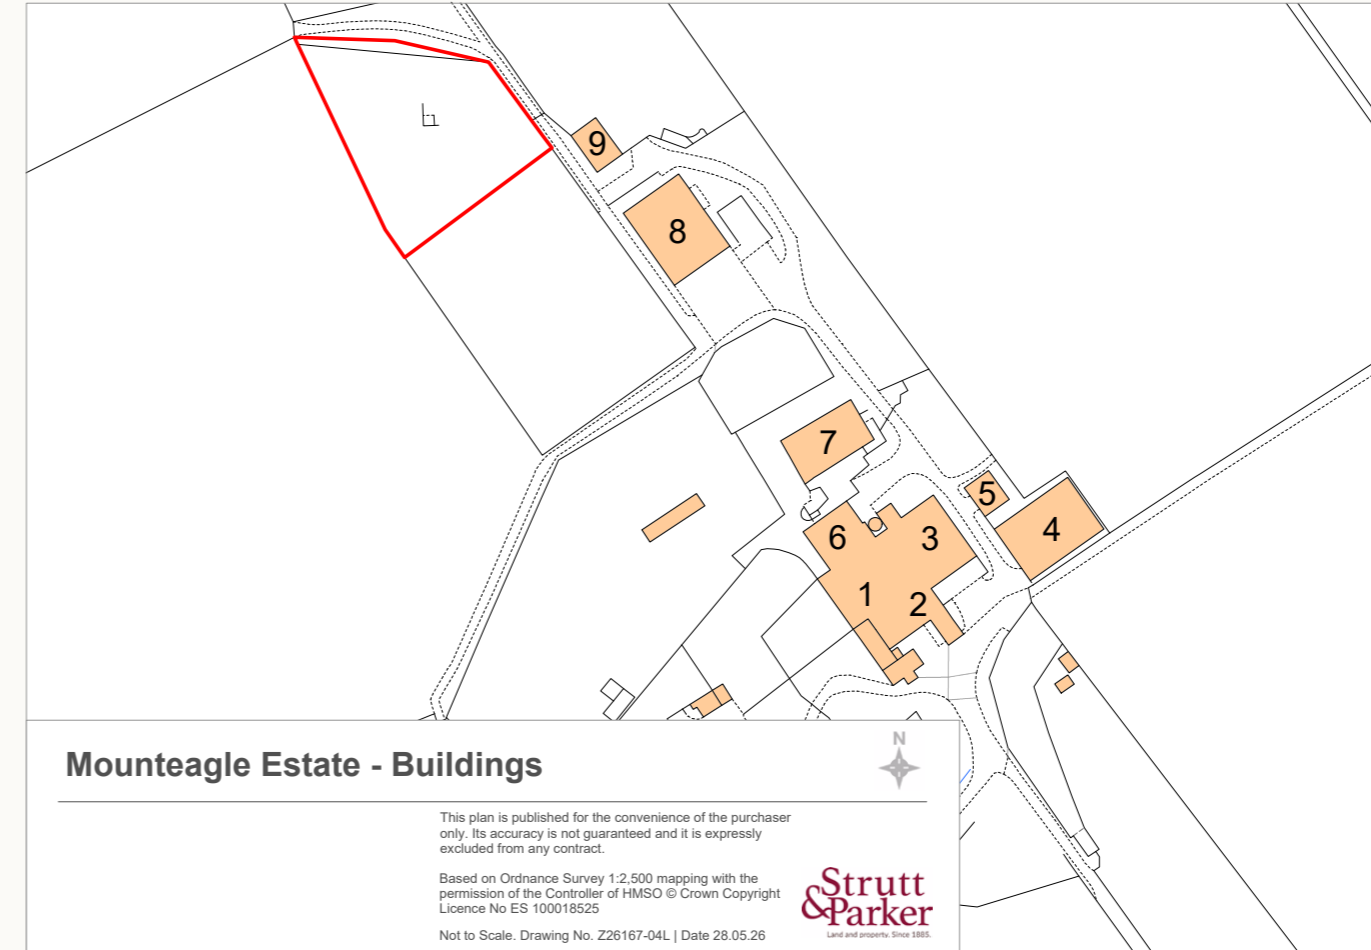 9
8
7
5
4
6
3
1
2
Mounteagle Estate - Buildings
N
This plan is published for the convenience of the purchaser
only. Its accuracy is not guaranteed and it is expressly
excluded from any contract.
Based on Ordnance Survey 1:2,500 mapping with the
permission of the Controller of HMSO © Crown Copyright
Licence No ES 100018525
Not to Scale. Drawing No. Z26167-04L | Date 28.05.26
Strutt
&Parker
Land and property. Since 1885.